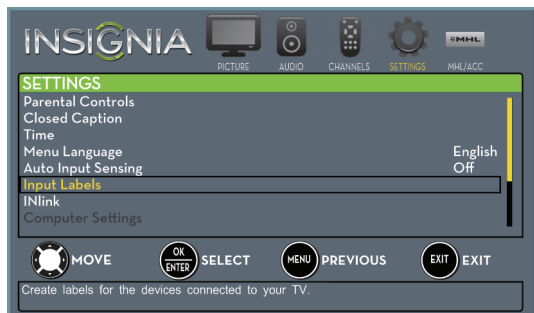 INSIGNIA
PICTURE AUDIO CHANNELS SETTINGS MHL/ACC
MHL
SETTINGS
Parental Controls
Closed Caption
Time
Menu Language English
Auto Input Sensing Off
Input Labels
INlink
Computer Settings
MOVE OK ENTER SELECT MENU PREVIOUS EXIT EXIT
Create labels for the devices connected to your TV.